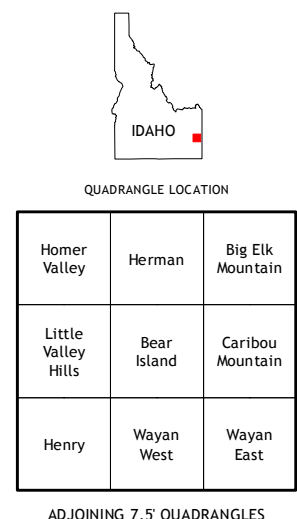 IDAHO
QUADRANGLE LOCATION
Homer
Valley
Herman
Big Elk
Mountain
Little
Valley
Hills
Bear
Island
Caribou
Mountain
Henry
Wayan
West
Wayan
East
ADJOINING 7.5' QUADRANGLES